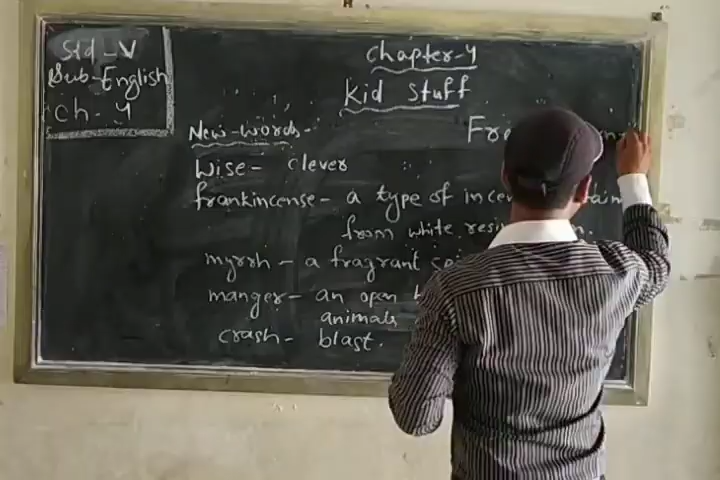 Std-V
Sub-English
Ch-4
Chapter-4
Kid Stuff
New-words-
Wise- clever
frankincense- a type of
from white
myrrh- a fragrant
manger- an open
animals
crash- blast.